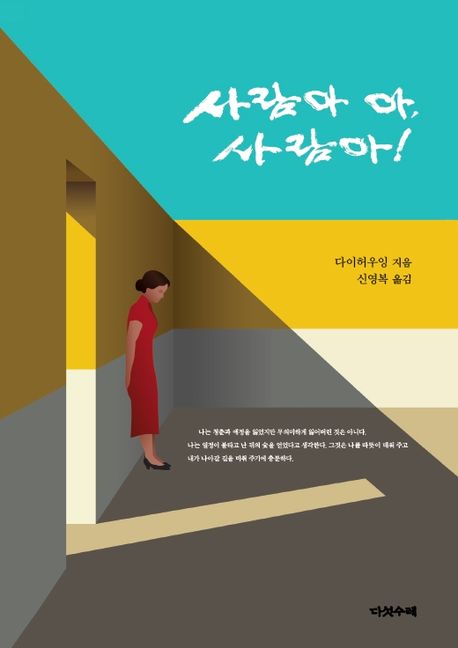 사람아 아,
사람아!
다이허우잉 지음
신영복 옮김
나는 청춘과 애정을 잃었지만 무의미하게 잃어버린 것은 아니다.
나는 열정이 불타고 난 뒤의 숯을 얻었다고 생각한다. 그것은 나를 따뜻이 데워 주고
내가 나아갈 길을 비춰 주기에 충분하다.
다섯수레